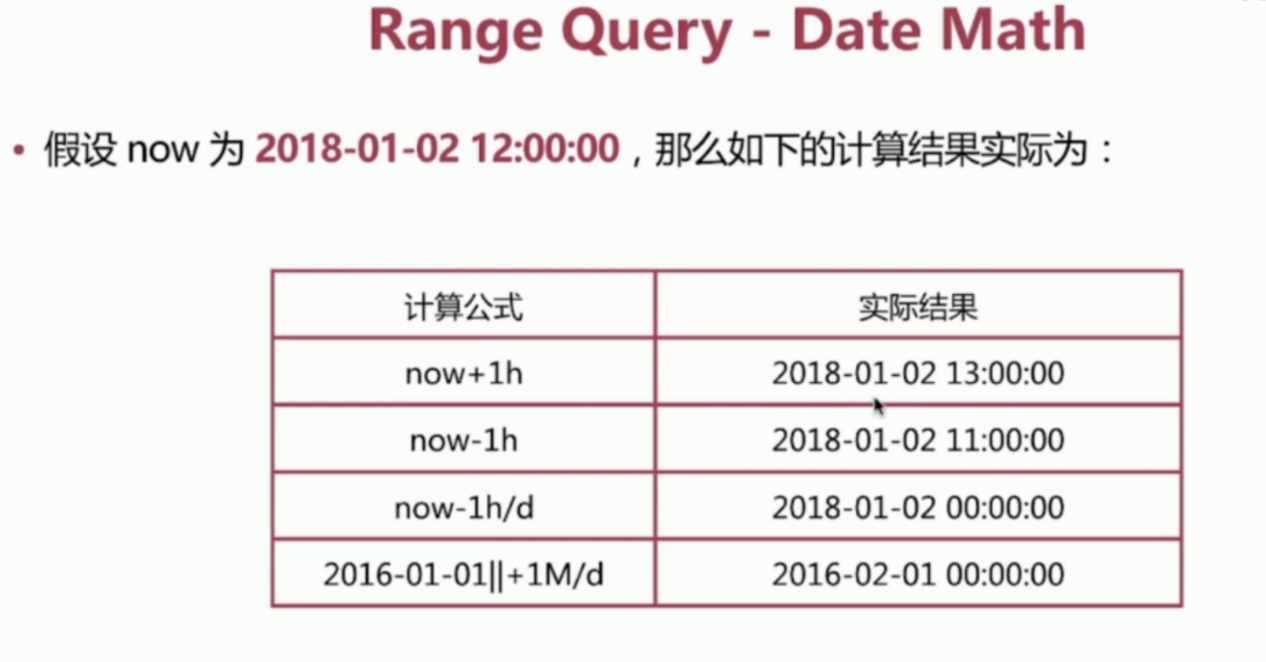 Range Query - Date Math
• 假设 now 为 2018-01-02 12:00:00，那么如下的计算结果实际为：
计算公式 实际结果
now+1h 2018-01-02 13:00:00
now-1h 2018-01-02 11:00:00
now-1h/d 2018-01-02 00:00:00
2016-01-01||+1M/d 2016-02-01 00:00:00